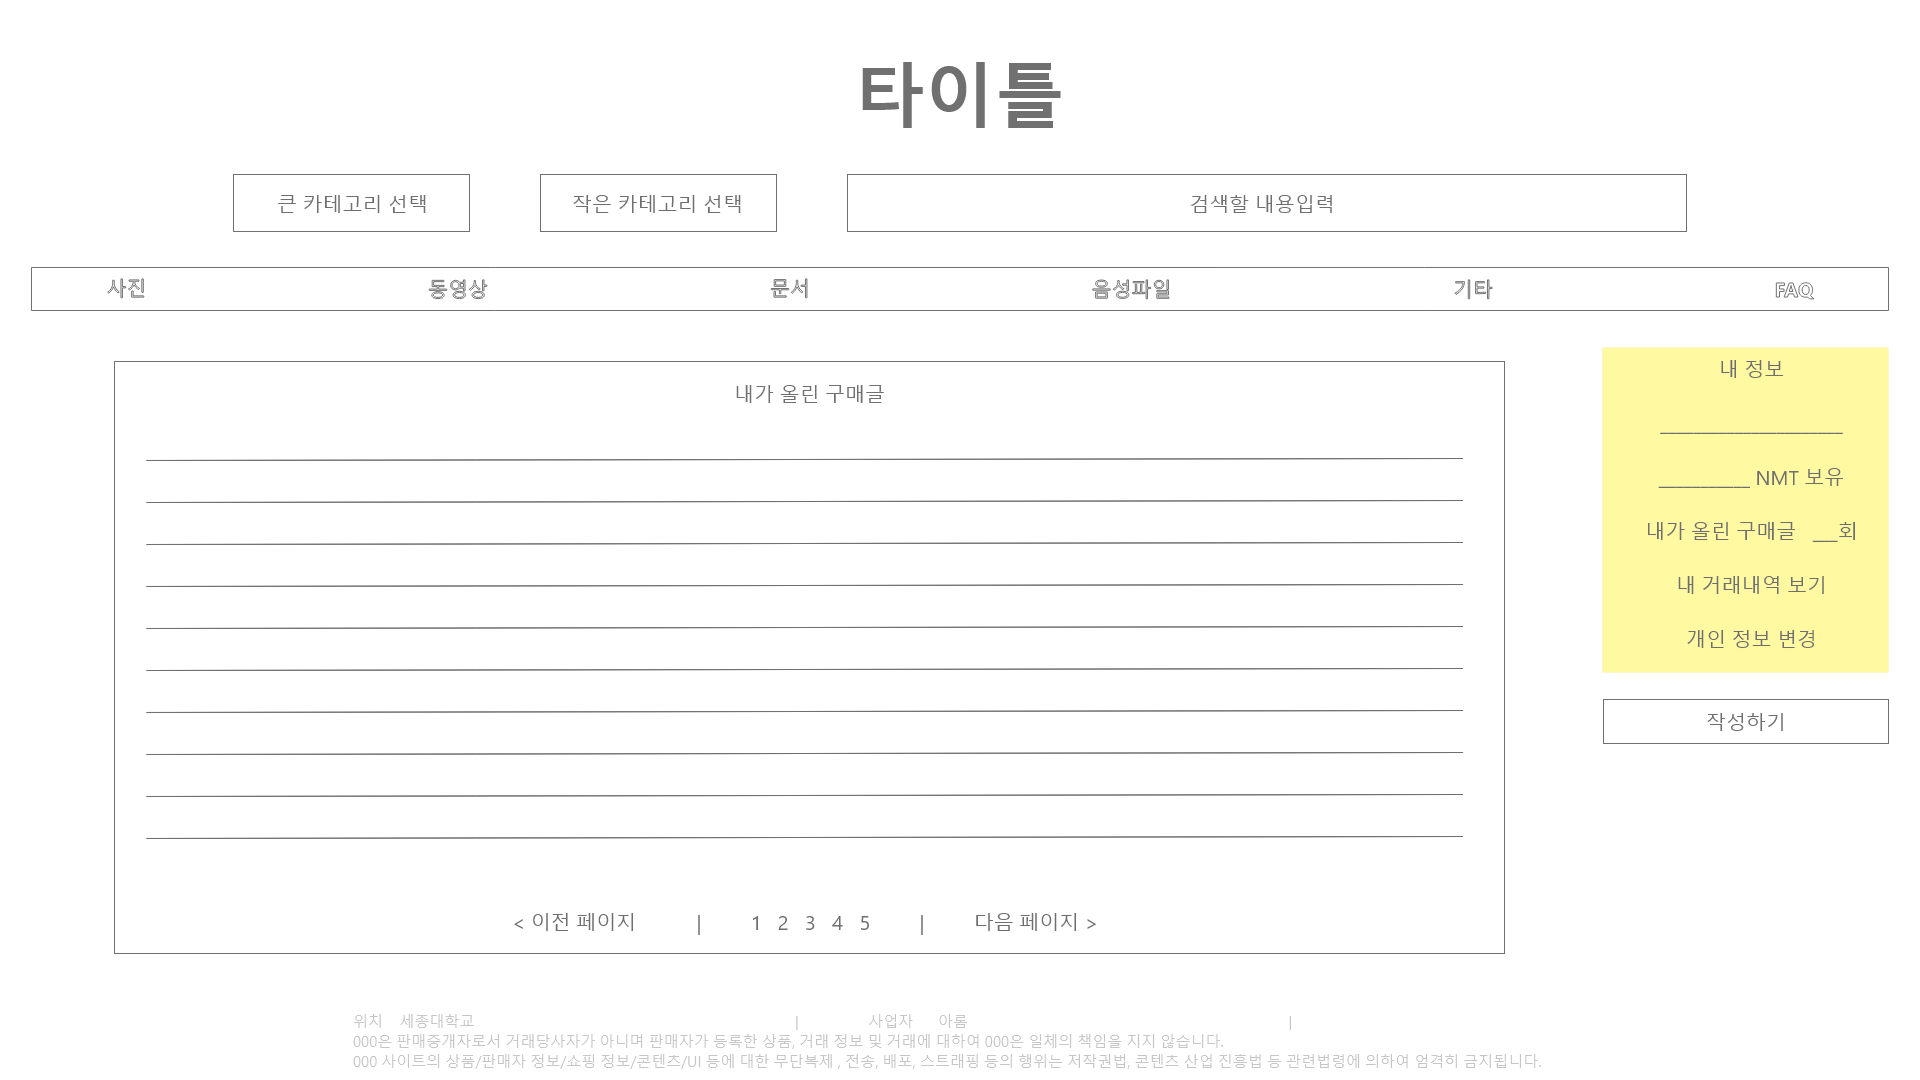 타이틀
큰 카테고리 선택 작은 카테고리 선택 검색할 내용입력
사진 동영상 문서 음성파일 기타 FAQ
내가 올린 구매글
< 이전 페이지 | 1 2 3 4 5 | 다음 페이지 >
내 정보
____________________
__________ NMT 보유
내가 올린 구매글 ___회
내 거래내역 보기
개인 정보 변경
작성하기
위치 세종대학교 | 사업자 아롬 |
000은 판매중개자로서 거래당사자가 아니며 판매자가 등록한 상품, 거래 정보 및 거래에 대하여 000은 일체의 책임을 지지 않습니다.
000 사이트의 상품/판매자 정보/쇼핑 정보/콘텐츠/UI 등에 대한 무단복제 , 전송, 배포, 스트래핑 등의 행위는 저작권법, 콘텐츠 산업 진흥법 등 관련법령에 의하여 엄격히 금지됩니다.